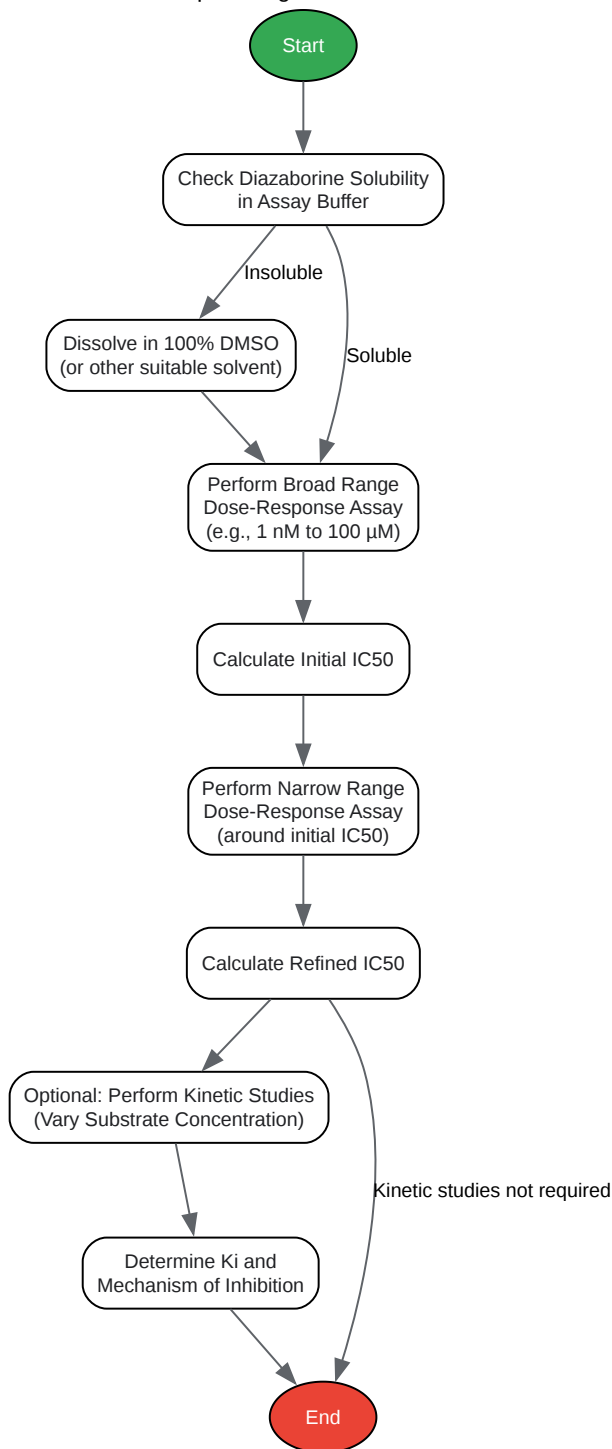 Start
Check Diazaborine Solubility
in Assay Buffer
Insoluble
Dissolve in 100% DMSO
(or other suitable solvent)
Soluble
Perform Broad Range
Dose-Response Assay
(e.g., 1 nM to 100 µM)
Calculate Initial IC50
Perform Narrow Range
Dose-Response Assay
(around initial IC50)
Calculate Refined IC50
Optional: Perform Kinetic Studies
(Vary Substrate Concentration)
Kinetic studies not required
Determine Ki and
Mechanism of Inhibition
End